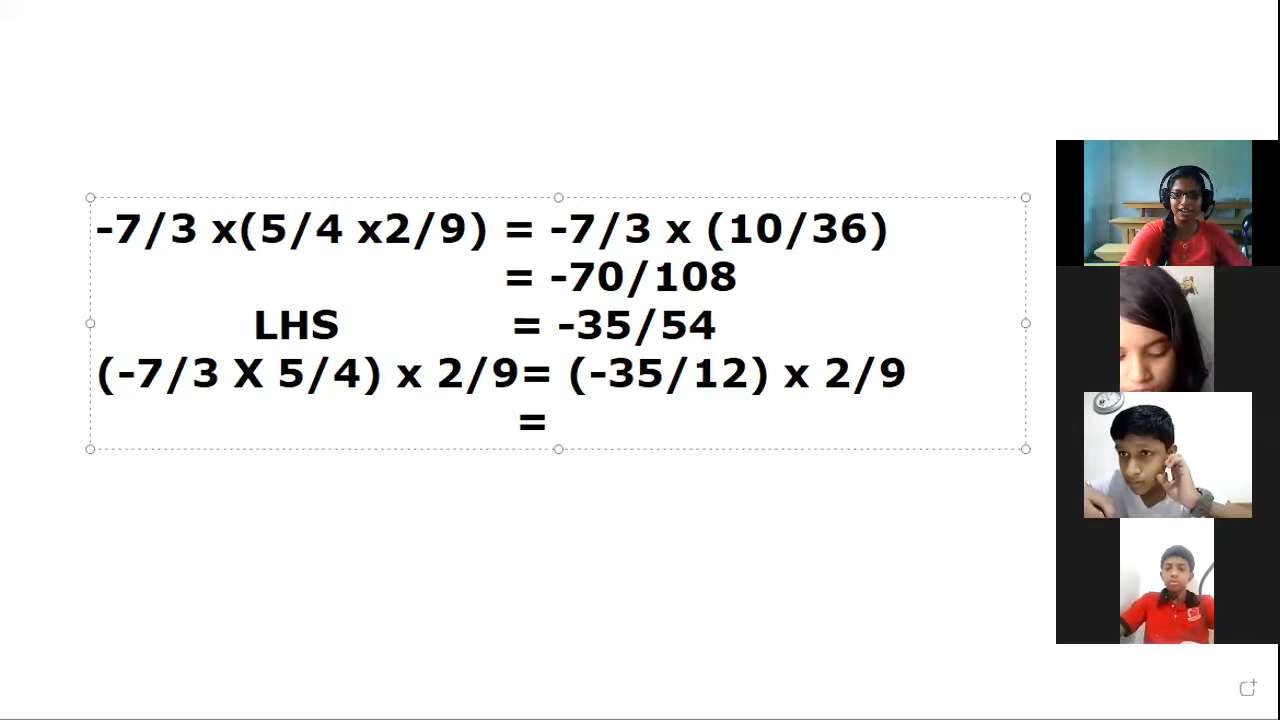 -7/3 x(5/4 x2/9) = -7/3 x (10/36)
= -70/108
LHS = -35/54
(-7/3 X 5/4) x 2/9= (-35/12) x 2/9
=